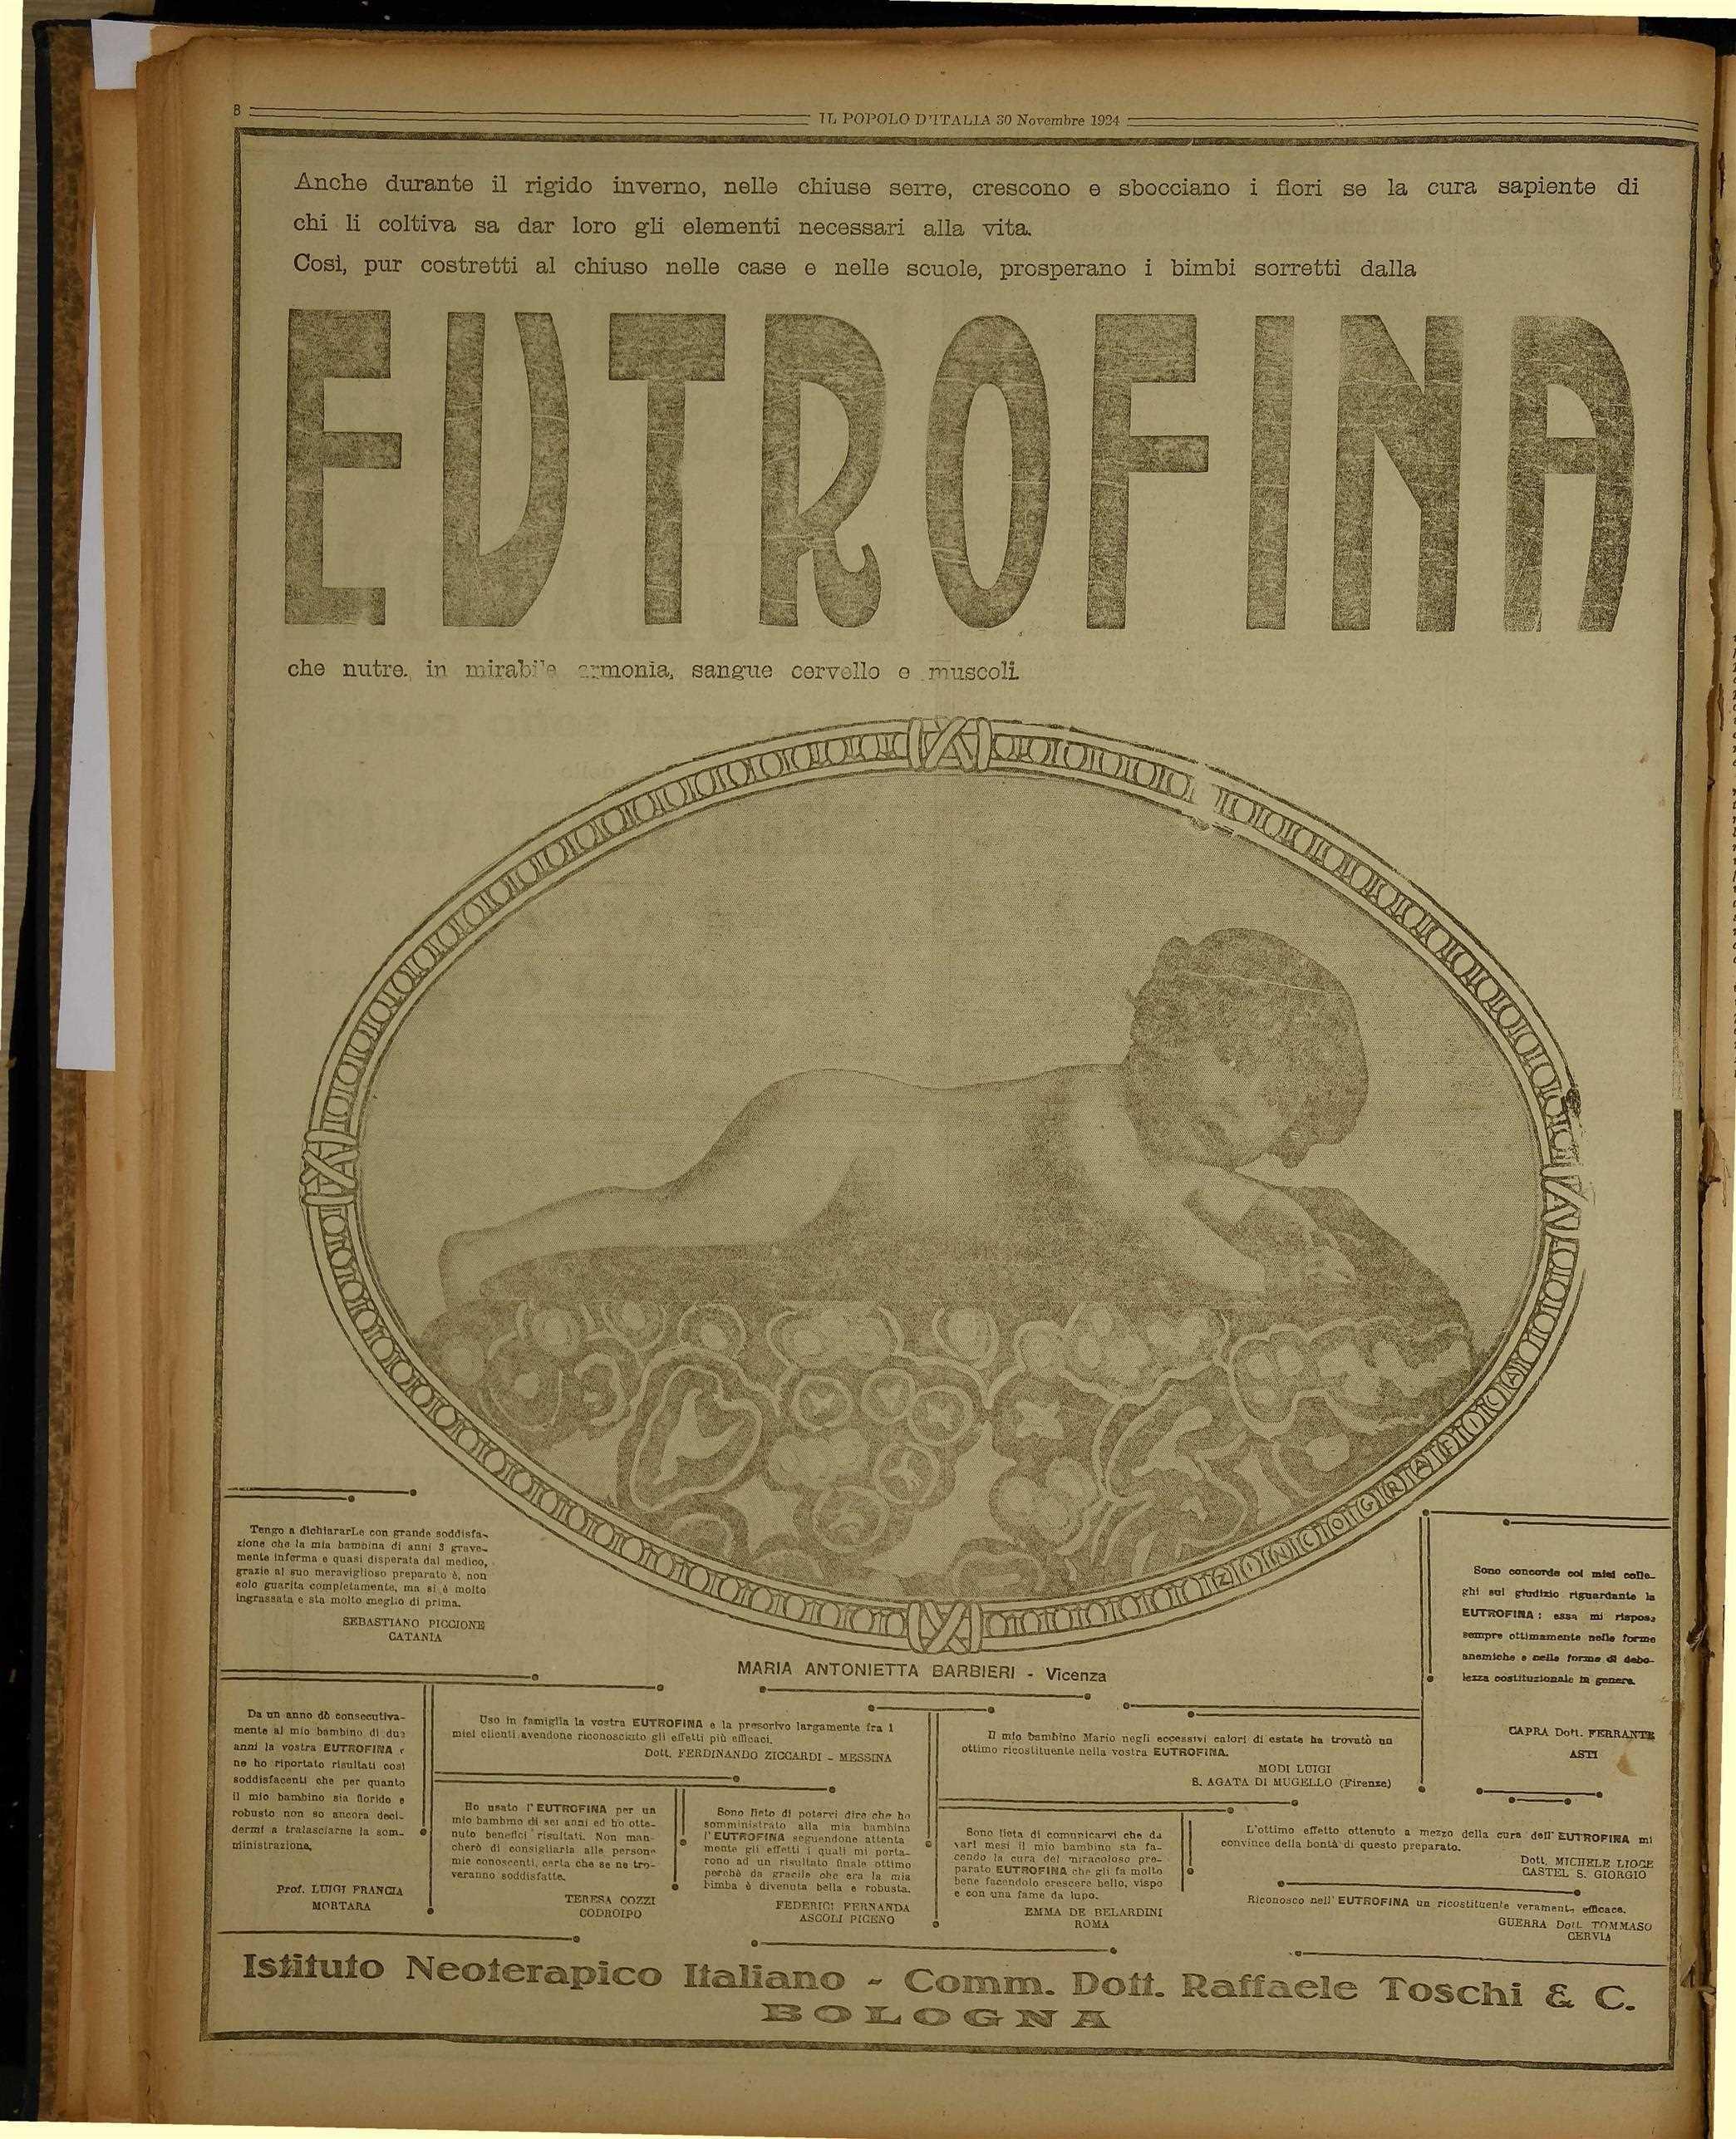 8
IL POPOLO D'ITALIA 30 Novembre 1924
Anche durante il rigido inverno, nelle chiuse serre, crescono e sbocciano i fiori se la cura sapiente di
chi li coltiva sa dar loro gli elementi necessari alla vita.
Così, pur costretti al chiuso nelle case e nelle scuole, prosperano i bimbi sorretti dalla
EUTROFINA
che nutre, in mirabile armonia, sangue cervello e muscoli.
ZINCOGRAFICA
MARIA ANTONIETTA BARBIERI - Vicenza
Tengo a dichiararLe con grande soddisfa-
zione che la mia bambina di anni 3 grave-
mente inferma e quasi disperata dal medico,
grazie al suo meraviglioso preparato è, non
solo guarita completamente, ma si è molto
ingrassata e sta molto meglio di prima.
SEBASTIANO PICCIONE
CATANIA
Da un anno dò consecutiva-
mente al mio bambino di due
anni la vostra EUTROFINA e
ne ho riportato risultati così
soddisfacenti che per quanto
il mio bambino sia florido e
robusto non so ancora deci-
dermi a tralasciarne la som-
ministrazione.
Prof. LUIGI FRANCIA
MORTARA
Uso in famiglia la vostra EUTROFINA e la prescrivo largamente fra i
miei clienti avendone riconosciuto gli effetti più efficaci.
Dott. FERDINANDO ZICCARDI - MESSINA
Ho usato l'EUTROFINA per un
mio bambino di sei anni ed ho otte-
nuto benefici risultati. Non man-
cherò di consigliarla alle persone
mie conoscenti, certa che se ne tro-
veranno soddisfatte.
TERESA COZZI
CODROIPO
Sono lieto di potervi dire che ho
somministrato alla mia bambina
l'EUTROFINA seguendone attenta
mente gli effetti i quali mi porta-
rono ad un risultato finale ottimo
perchè da gracile che era la mia
bimba è divenuta bella e robusta.
FEDERICI FERNANDA
ASCOLI PICENO
Il mio bambino Mario negli eccessivi calori di estate ha trovato un
ottimo ricostituente nella vostra EUTROFINA.
MODI LUIGI
S. AGATA DI MUGELLO (Firenze)
Sono lieta di comunicarvi che da
vari mesi il mio bambino sta fa-
cendo la cura del miracoloso pre-
parato EUTROFINA che gli fa molto
bene facendolo crescere bello, vispo
e con una fame da lupo.
EMMA DE BELARDINI
ROMA
Sono concorde coi miei colle-
ghi sul giudizio riguardante la
EUTROFINA: essa mi rispose
sempre ottimamente nelle forme
anemiche e nelle forme di debo-
lezza costituzionale in genere.
CAPRA Dott. FERRANTE
ASTI
L'ottimo effetto ottenuto a mezzo della cura dell'EUTROFINA mi
convince della bontà di questo preparato.
Dott. MICHELE LIOCE
CASTEL S. GIORGIO
Riconosco nell'EUTROFINA un ricostituente veramente efficace.
GUERRA Dott. TOMMASO
CERVIA
Istituto Neoterapico Italiano - Comm. Dott. Raffaele Toschi & C.
BOLOGNA